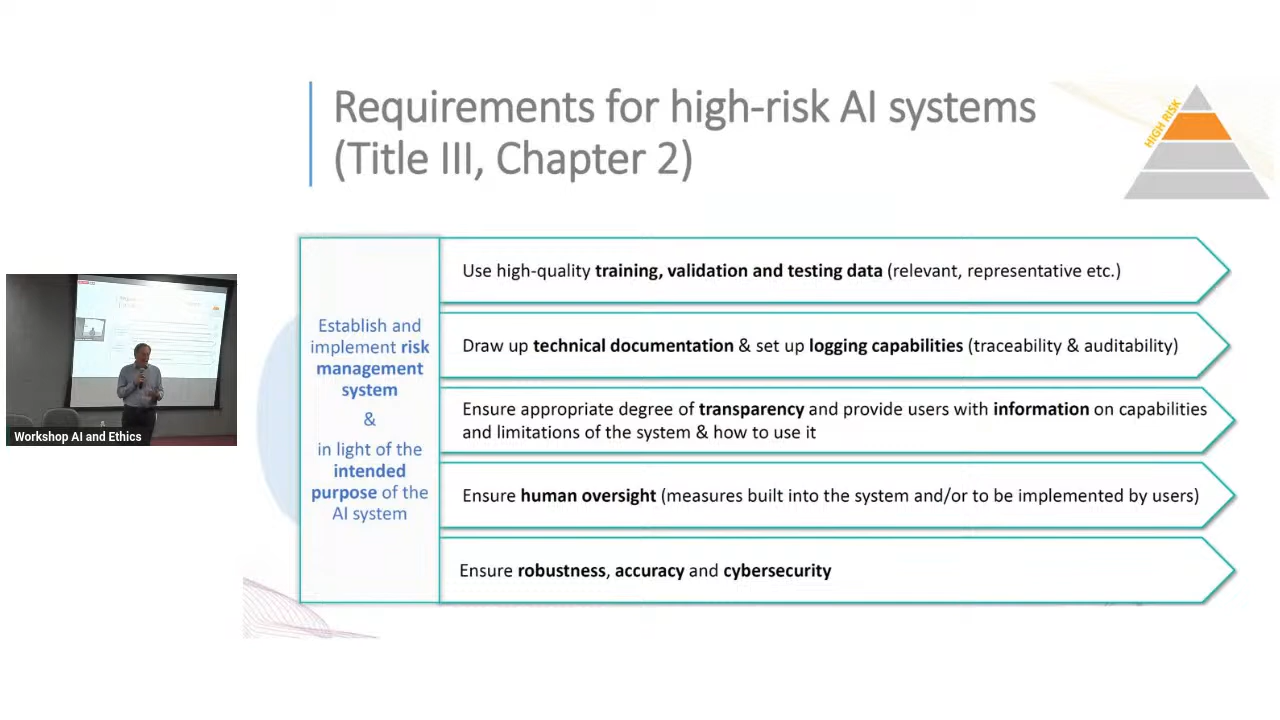 Requirements for high-risk AI systems
(Title III, Chapter 2)
HIGH RISK
Establish and
implement risk
management
system
&
in light of the
intended
purpose of the
AI system
Use high-quality training, validation and testing data (relevant, representative etc.)
Draw up technical documentation & set up logging capabilities (traceability & auditability)
Ensure appropriate degree of transparency and provide users with information on capabilities
and limitations of the system & how to use it
Ensure human oversight (measures built into the system and/or to be implemented by users)
Ensure robustness, accuracy and cybersecurity
Workshop AI and Ethics